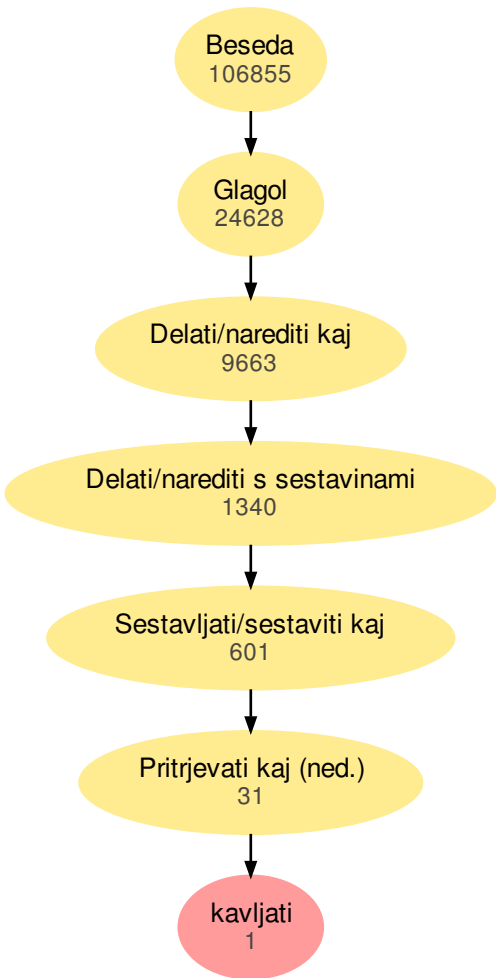 Beseda
106855
Glagol
24628
Delati/narediti kaj
9663
Delati/narediti s sestavinami
1340
Sestavljati/sestaviti kaj
601
Pritrjevati kaj (ned.)
31
kavljati
1